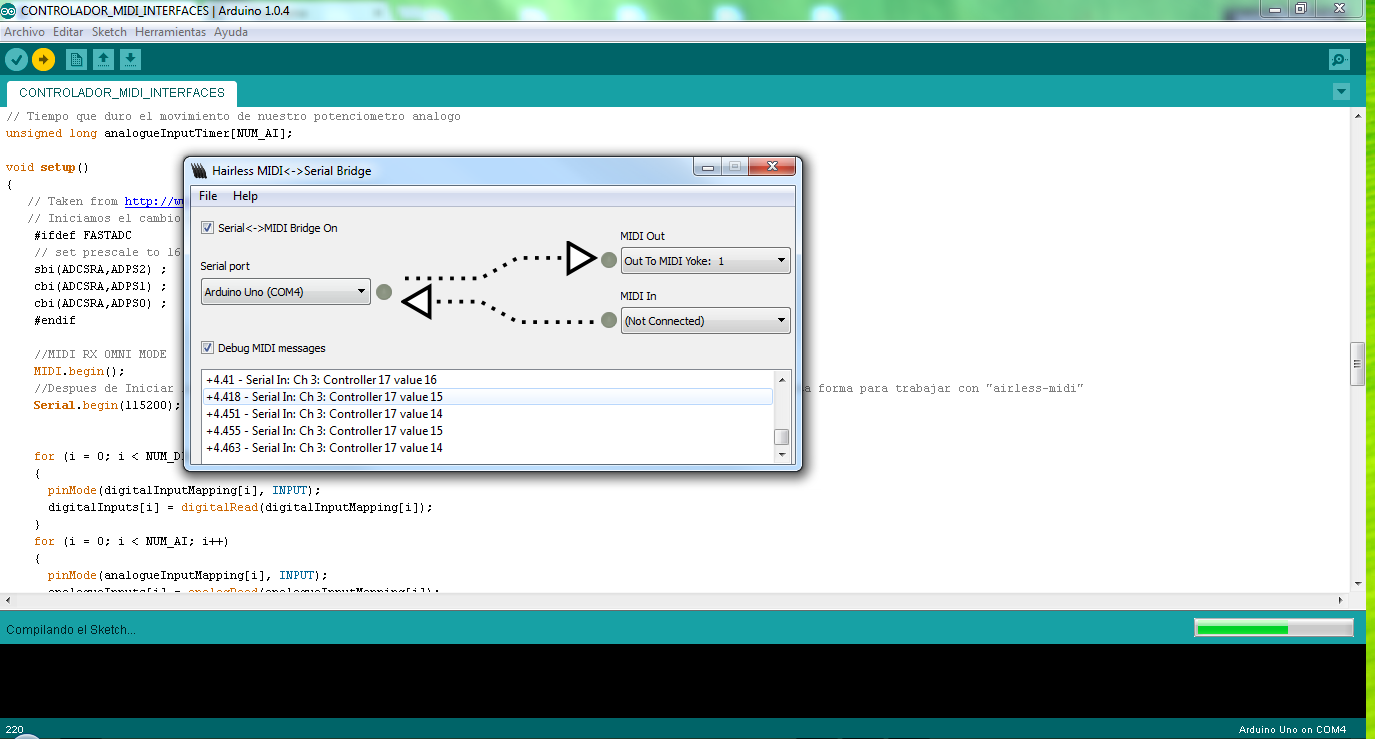 CONTROLADOR_MIDI_INTERFACES | Arduino 1.0.4
Archivo Editar Sketch Herramientas Ayuda
CONTROLADOR_MIDI_INTERFACES
// Tiempo que duro el movimiento de nuestro potenciometro analogo
unsigned long analogueInputTimer[NUM_AI];
void setup()
{
// Taken from http://w
// Iniciamos el cambio
#ifdef FASTADC
// set prescale to 16
sbi(ADCSRA,ADPS2) ;
cbi(ADCSRA,ADPS1) ;
cbi(ADCSRA,ADPS0) ;
#endif
//MIDI RX OMNI MODE
MIDI.begin();
//Despues de Iniciar a forma para trabajar con "airless-midi"
Serial.begin(115200);
for (i = 0; i < NUM_D
{
pinMode(digitalInputMapping[i], INPUT);
digitalInputs[i] = digitalRead(digitalInputMapping[i]);
}
for (i = 0; i < NUM_AI; i++)
{
pinMode(analogueInputMapping[i], INPUT);
analogueInputs[i] = analogRead(analogueInputMapping[i]);
Hairless MIDI<->Serial Bridge
File Help
Serial<->MIDI Bridge On
MIDI Out
Out To MIDI Yoke: 1
Serial port
Arduino Uno (COM4)
MIDI In
(Not Connected)
Debug MIDI messages
+4.41 - Serial In: Ch 3: Controller 17 value 16
+4.418 - Serial In: Ch 3: Controller 17 value 15
+4.451 - Serial In: Ch 3: Controller 17 value 14
+4.455 - Serial In: Ch 3: Controller 17 value 15
+4.463 - Serial In: Ch 3: Controller 17 value 14
Compilando el Sketch...
220
Arduino Uno on COM4